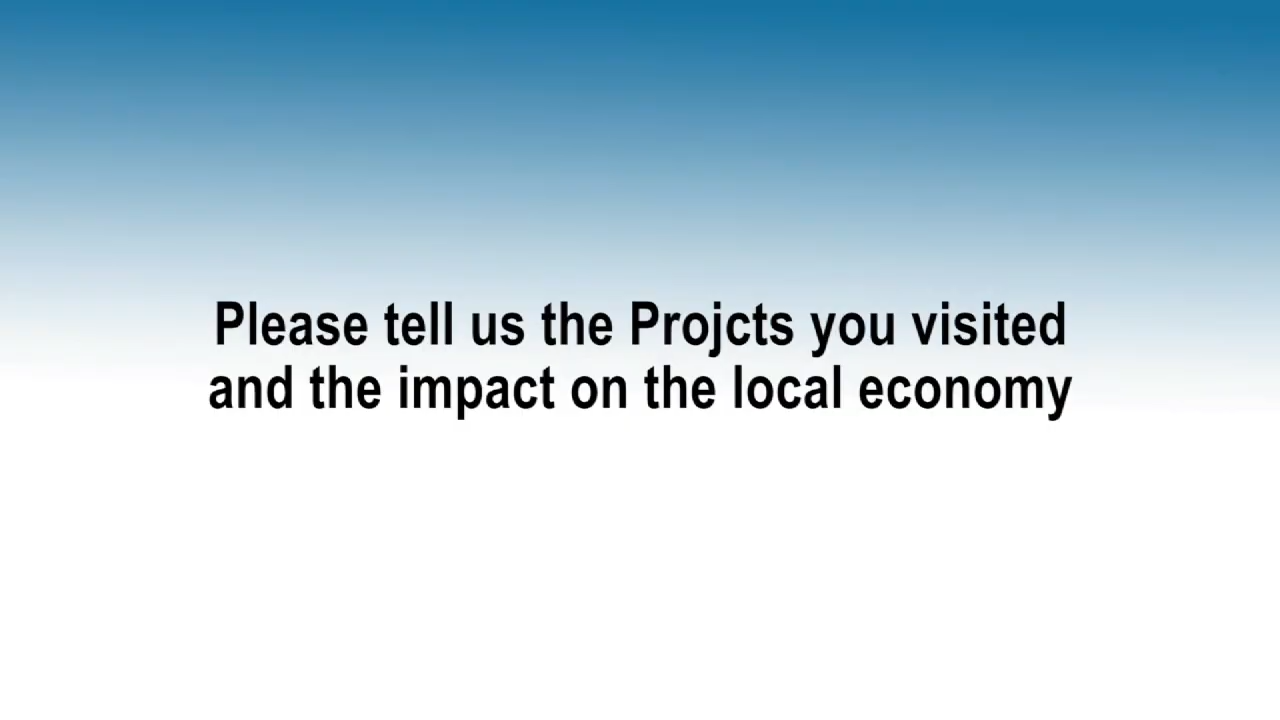 Please tell us the Projcts you visited
and the impact on the local economy